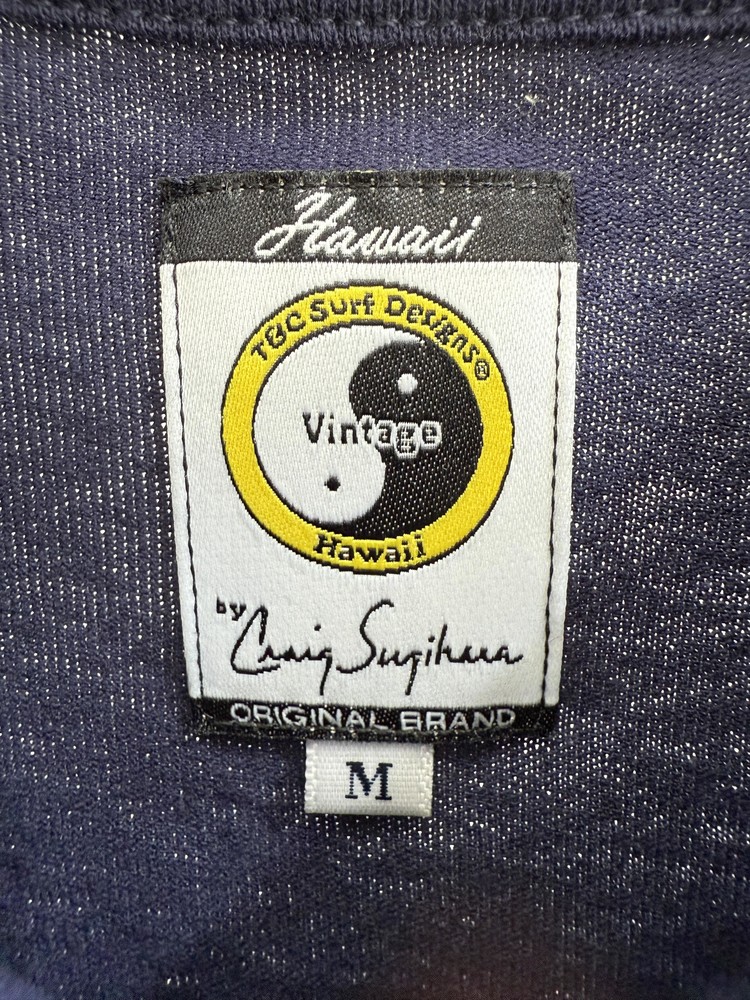 Hawaii
T&C Surf Designs®
Vintage
Hawaii
by Craig Sugihara
ORIGINAL BRAND
M